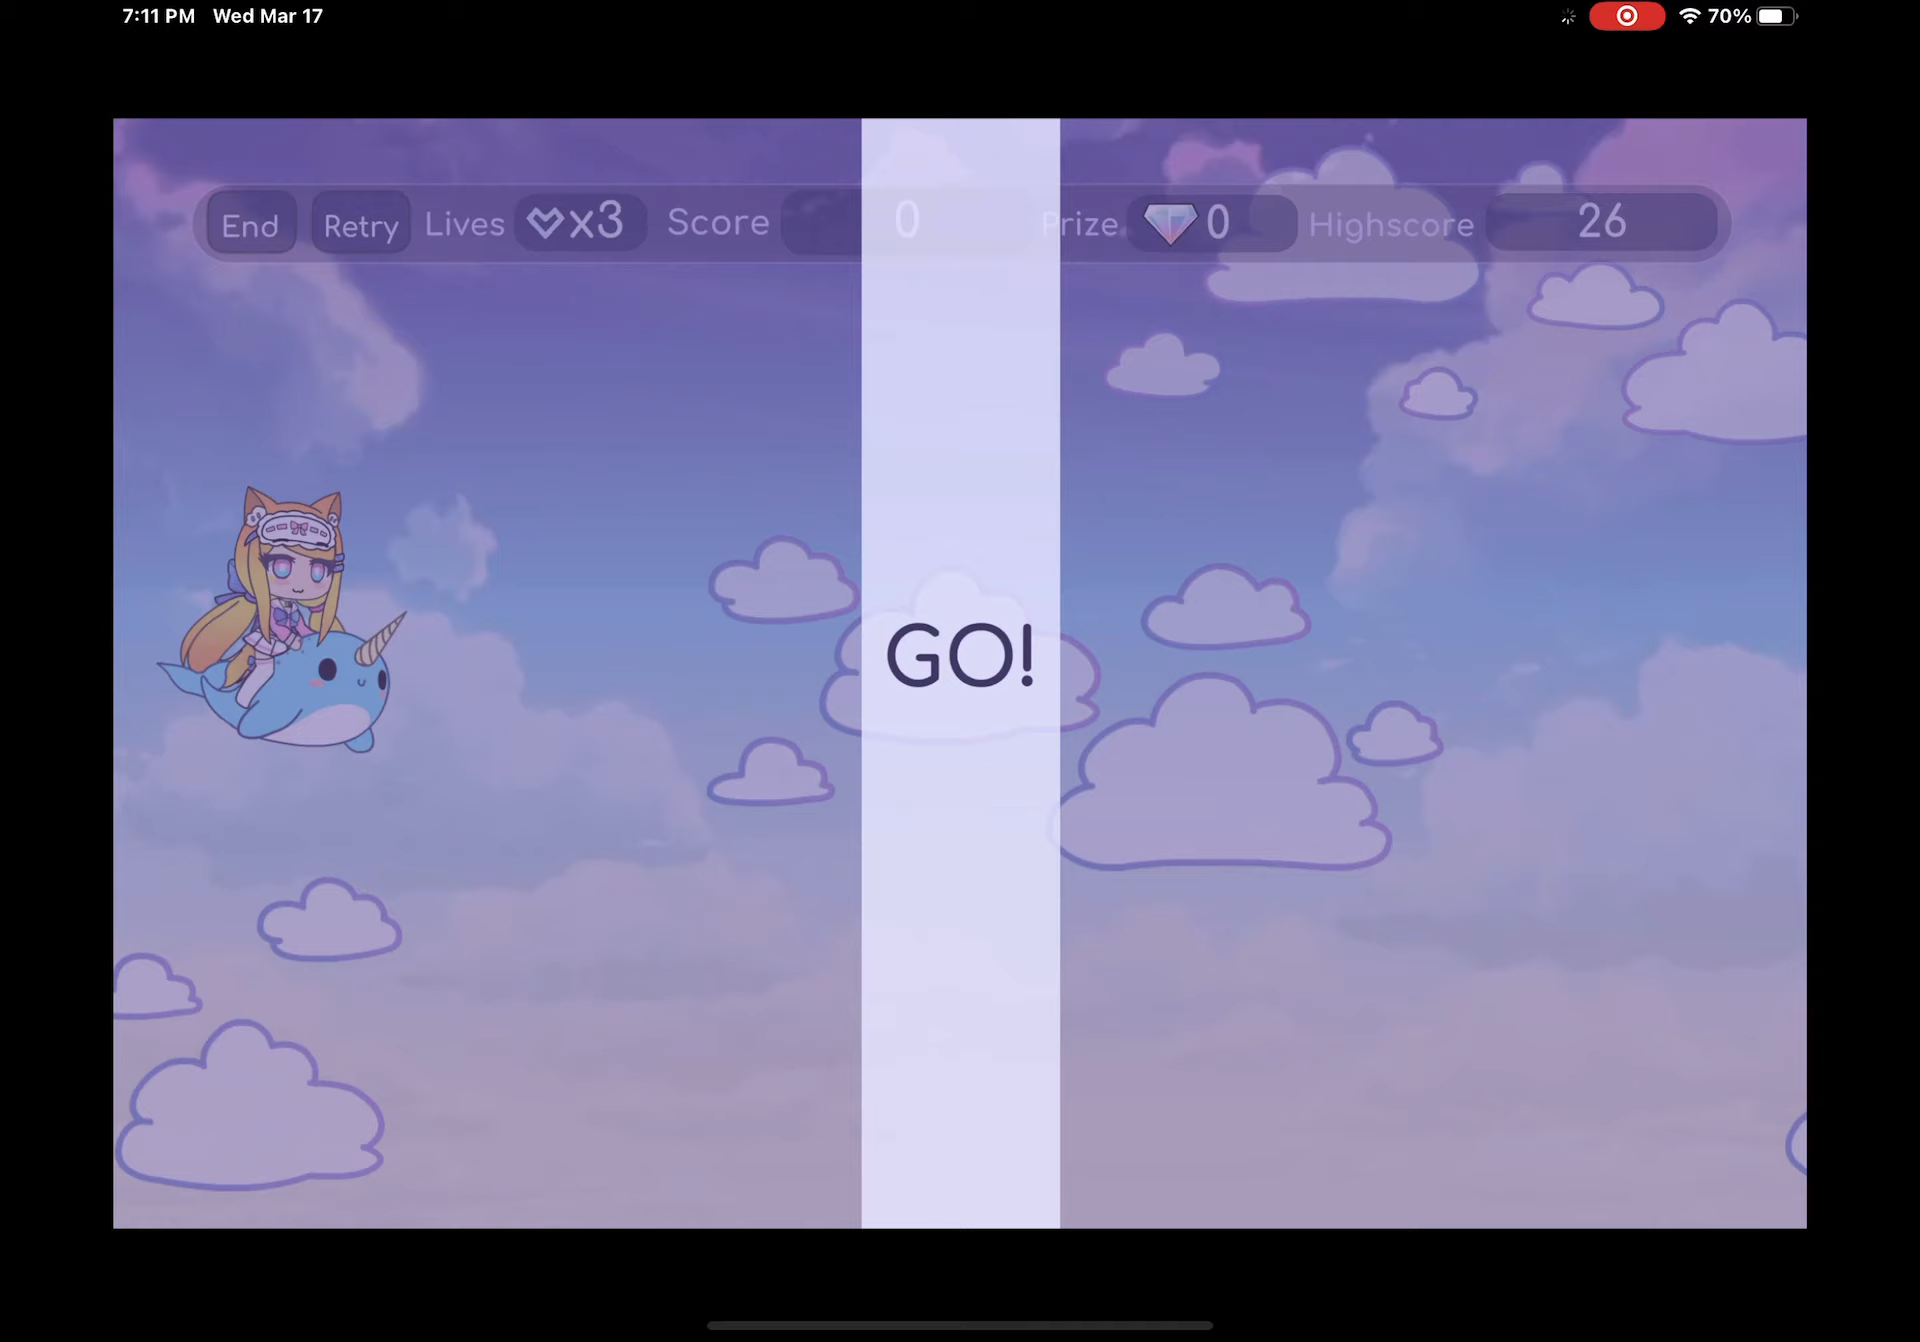 7:11 PM Wed Mar 17 70%
End Retry Lives x3 Score 0 Prize 0 Highscore 26
GO!